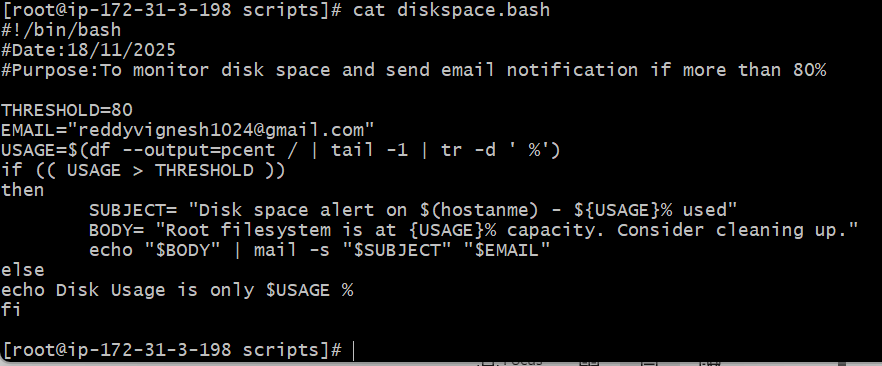 [root@ip-172-31-3-198 scripts]# cat diskspace.bash
#!/bin/bash
#Date:18/11/2025
#Purpose:To monitor disk space and send email notification if more than 80%

THRESHOLD=80
EMAIL="reddyvignesh1024@gmail.com"
USAGE=$(df --output=pcent / | tail -1 | tr -d ' %')
if (( USAGE > THRESHOLD ))
then
        SUBJECT= "Disk space alert on $(hostanme) - ${USAGE}% used"
        BODY= "Root filesystem is at {USAGE}% capacity. Consider cleaning up."
        echo "$BODY" | mail -s "$SUBJECT" "$EMAIL"
else
echo Disk Usage is only $USAGE %
fi

[root@ip-172-31-3-198 scripts]#